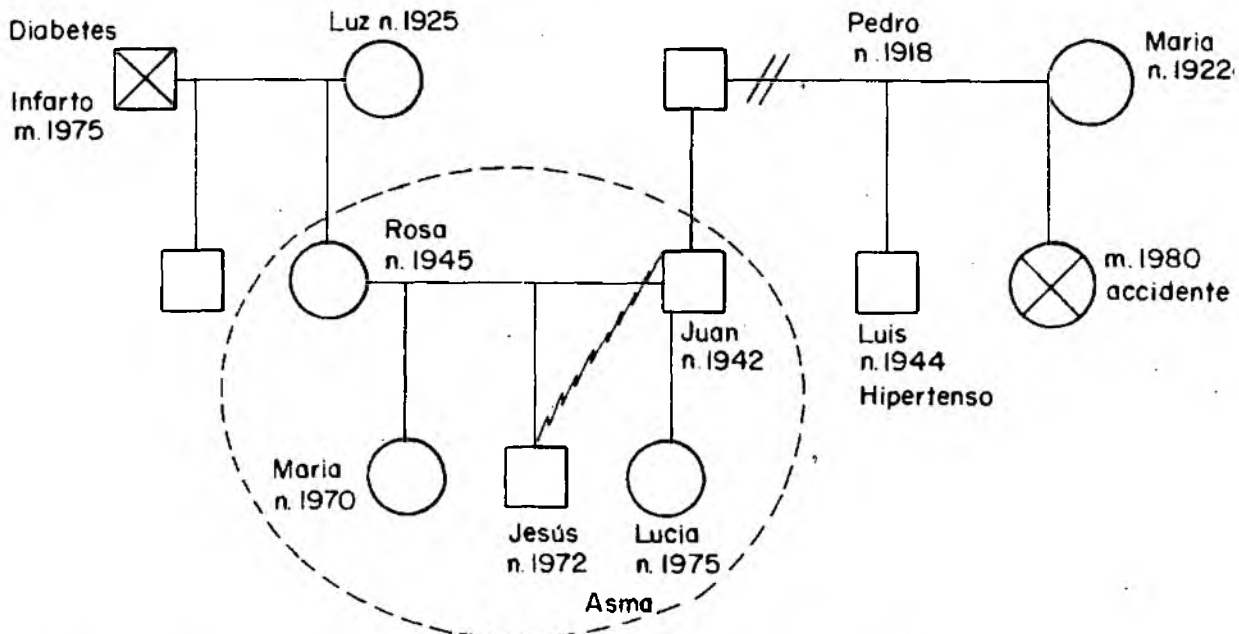 Diabetes
Infarto
m. 1975
Luz n. 1925
Pedro
n. 1918
Maria
n. 1922
Rosa
n. 1945
Juan
n. 1942
Luis
n. 1944
Hipertenso
m. 1980
accidente
Maria
n. 1970
Jesús
n. 1972
Lucia
n. 1975
Asma